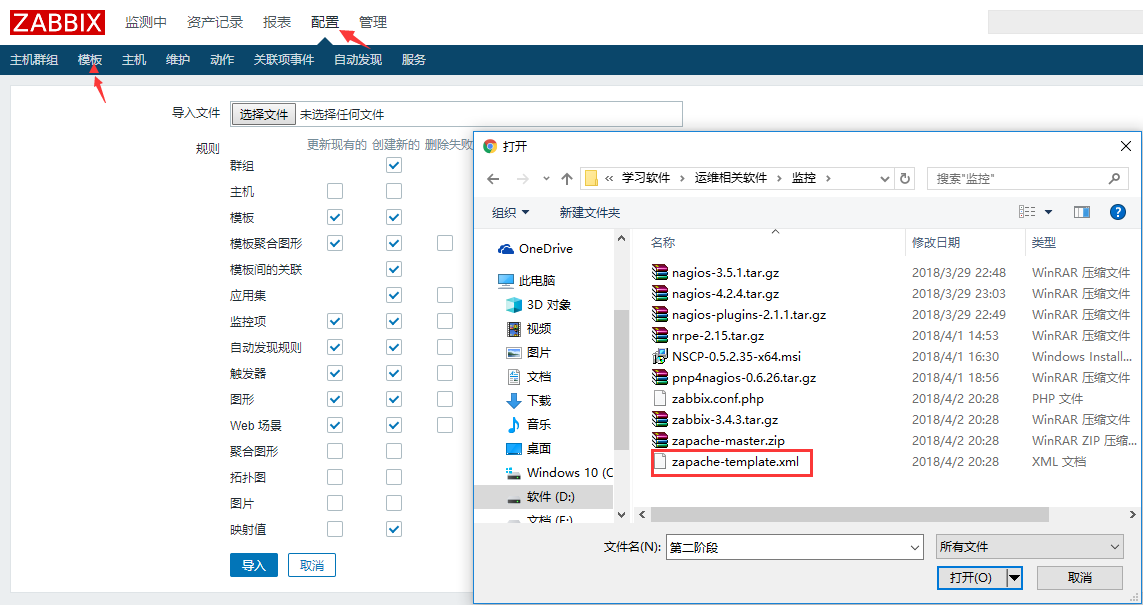 ZABBIX 监测中 资产记录 报表 配置 管理
主机群组 模板 主机 维护 动作 关联项事件 自动发现 服务
导入文件 选择文件 未选择任何文件
规则 更新现有的 创建新的 删除失败
群组
主机
模板
模板聚合图形
模板间的关联
应用集
监控项
自动发现规则
触发器
图形
Web 场景
聚合图形
拓扑图
图片
映射值
导入 取消
打开
« 学习软件 › 运维相关软件 › 监控 › 搜索"监控"
组织 新建文件夹
OneDrive
此电脑
3D 对象
视频
图片
文档
下载
音乐
桌面
Windows 10 (C
软件 (D:)
文档 (E:)
名称 修改日期 类型
nagios-3.5.1.tar.gz 2018/3/29 22:48 WinRAR 压缩文件
nagios-4.2.4.tar.gz 2018/3/29 23:03 WinRAR 压缩文件
nagios-plugins-2.1.1.tar.gz 2018/3/29 22:49 WinRAR 压缩文件
nrpe-2.15.tar.gz 2018/4/1 14:53 WinRAR 压缩文件
NSCP-0.5.2.35-x64.msi 2018/4/1 16:30 Windows Install...
pnp4nagios-0.6.26.tar.gz 2018/4/1 18:56 WinRAR 压缩文件
zabbix.conf.php 2018/4/2 20:28 PHP 文件
zabbix-3.4.3.tar.gz 2018/4/2 20:28 WinRAR 压缩文件
zapache-master.zip 2018/4/2 20:28 WinRAR ZIP 压缩...
zapache-template.xml 2018/4/2 20:28 XML 文档
文件名(N): 第二阶段 所有文件
打开(O) 取消